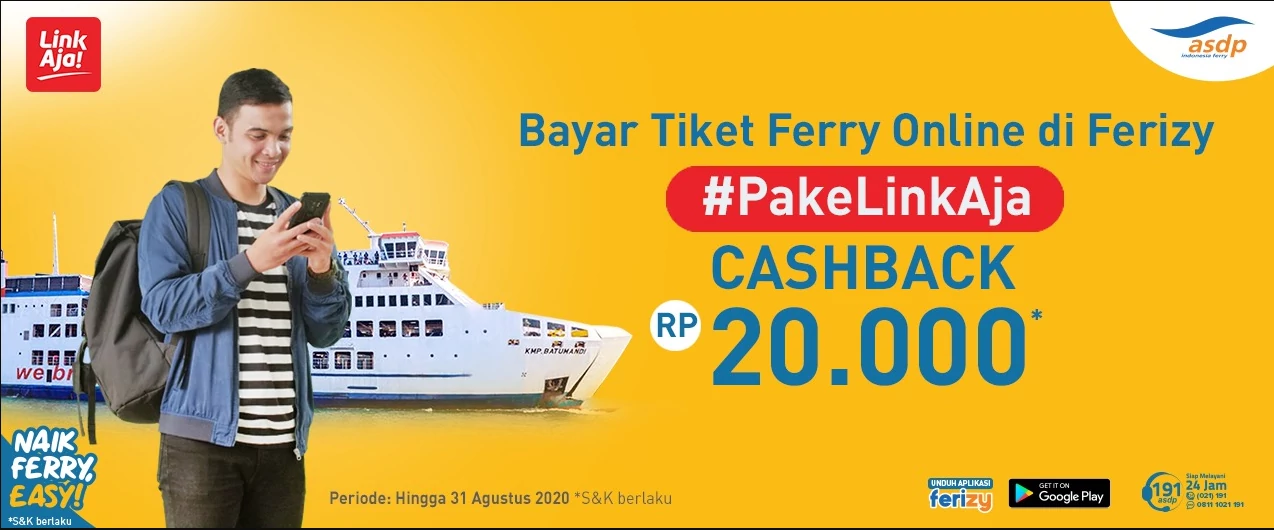 Link
Aja!
asdp
indonesia ferry
Bayar Tiket Ferry Online di Ferizy
#PakeLinkAja
CASHBACK
RP 20.000*
KMP. BATUMANDI
we br
NAIK
FERRY,
EASY!
*S&K berlaku
Periode: Hingga 31 Agustus 2020 *S&K berlaku
UNDUH APLIKASI
ferizy
GET IT ON
Google Play
191
asdp
Siap Melayani
24 Jam
(021) 191
0811 1021 191